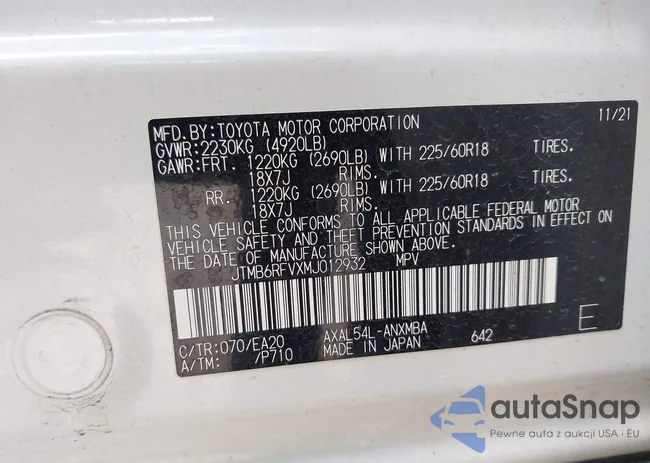 MFD.BY:TOYOTA MOTOR CORPORATION 11/21
GVWR:2230KG (4920LB)
GAWR:FRT. 1220KG (2690LB) WITH 225/60R18 TIRES.
18X7J RIMS.
RR. 1220KG (2690LB) WITH 225/60R18 TIRES.
18X7J RIMS.
THIS VEHICLE CONFORMS TO ALL APPLICABLE FEDERAL MOTOR
VEHICLE SAFETY AND THEFT PREVENTION STANDARDS IN EFFECT ON
THE DATE OF MANUFACTURE SHOWN ABOVE.
JTMB6RFVXMJ012932 MPV
C/TR:070/EA20 AXAL54L-ANXMBA 642 E
A/TM: /P710 MADE IN JAPAN
autaSnap
Pewne auta z aukcji USA i EU